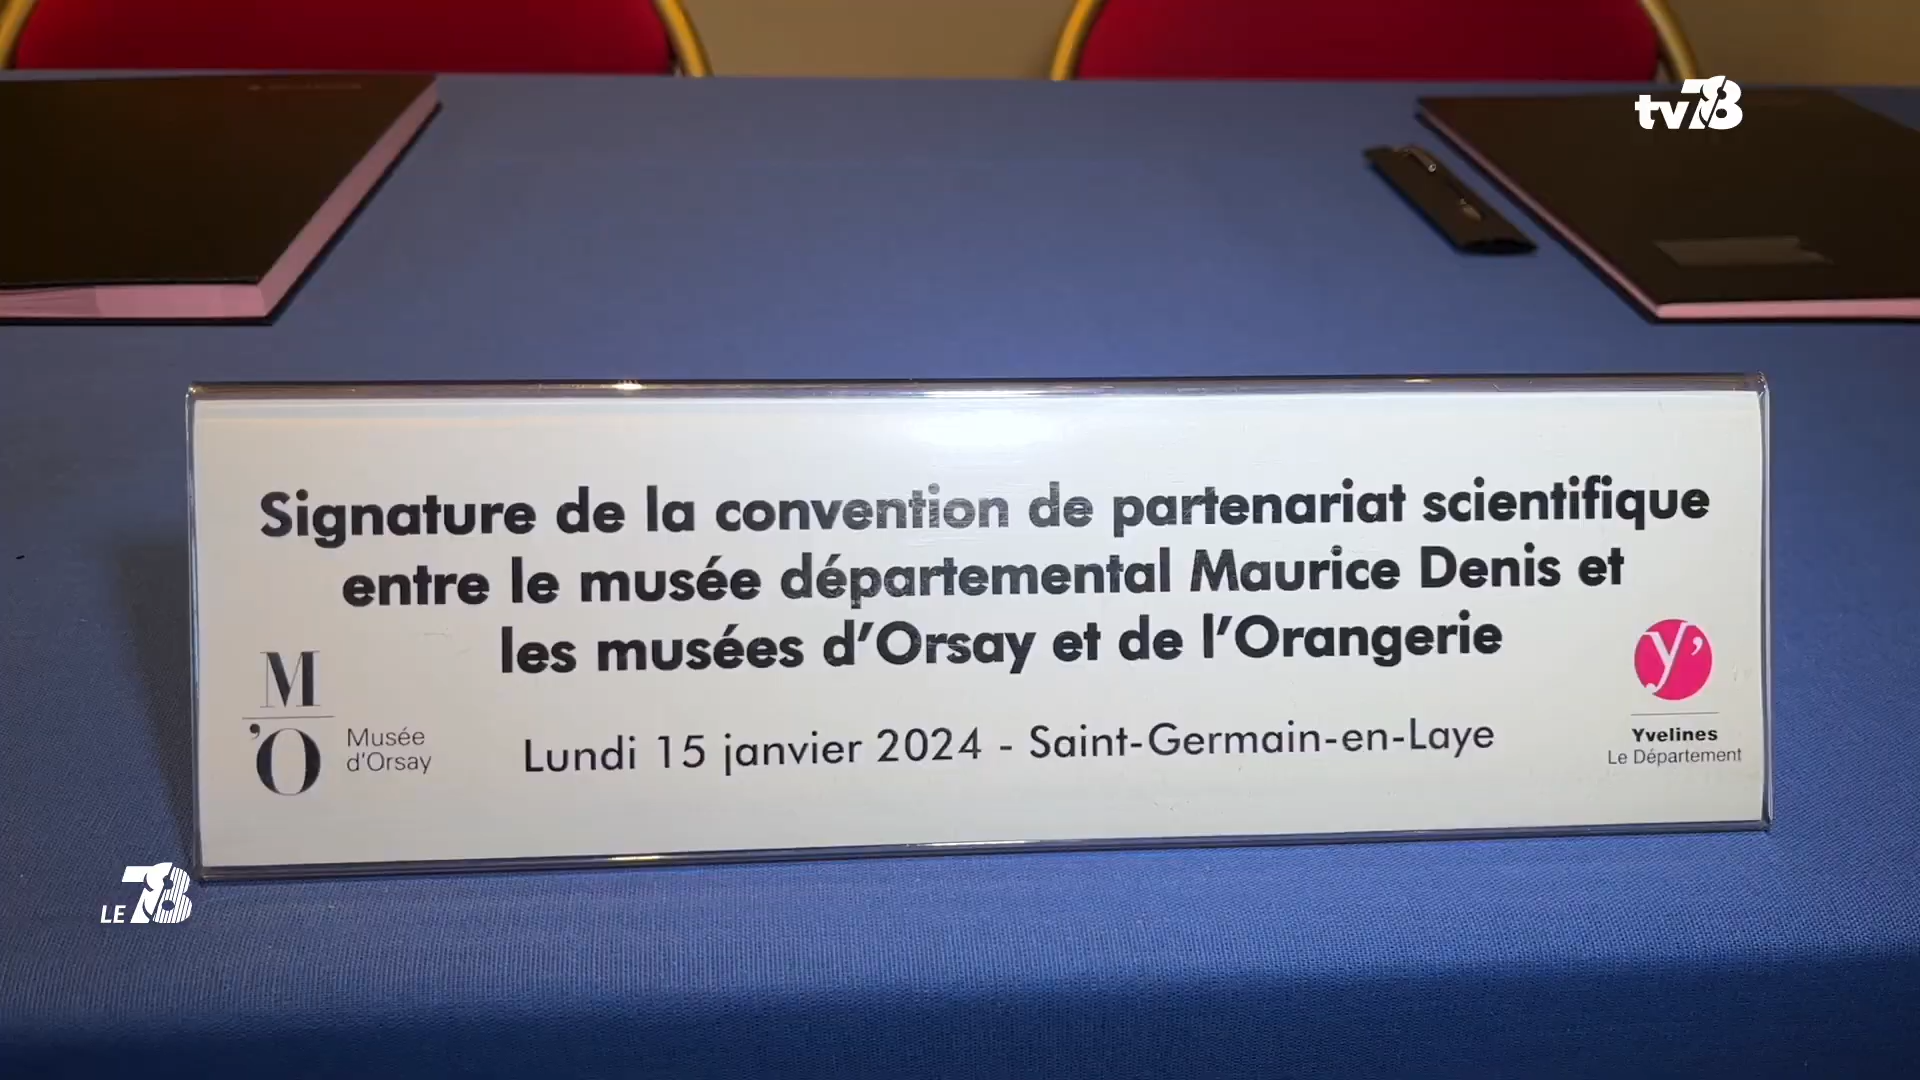 tv78
Signature de la convention de partenariat scientifique
entre le musée départemental Maurice Denis et
les musées d'Orsay et de l'Orangerie
M
'O
Musée
d'Orsay
Lundi 15 janvier 2024 - Saint-Germain-en-Laye
Y'
Yvelines
Le Département
LE 78